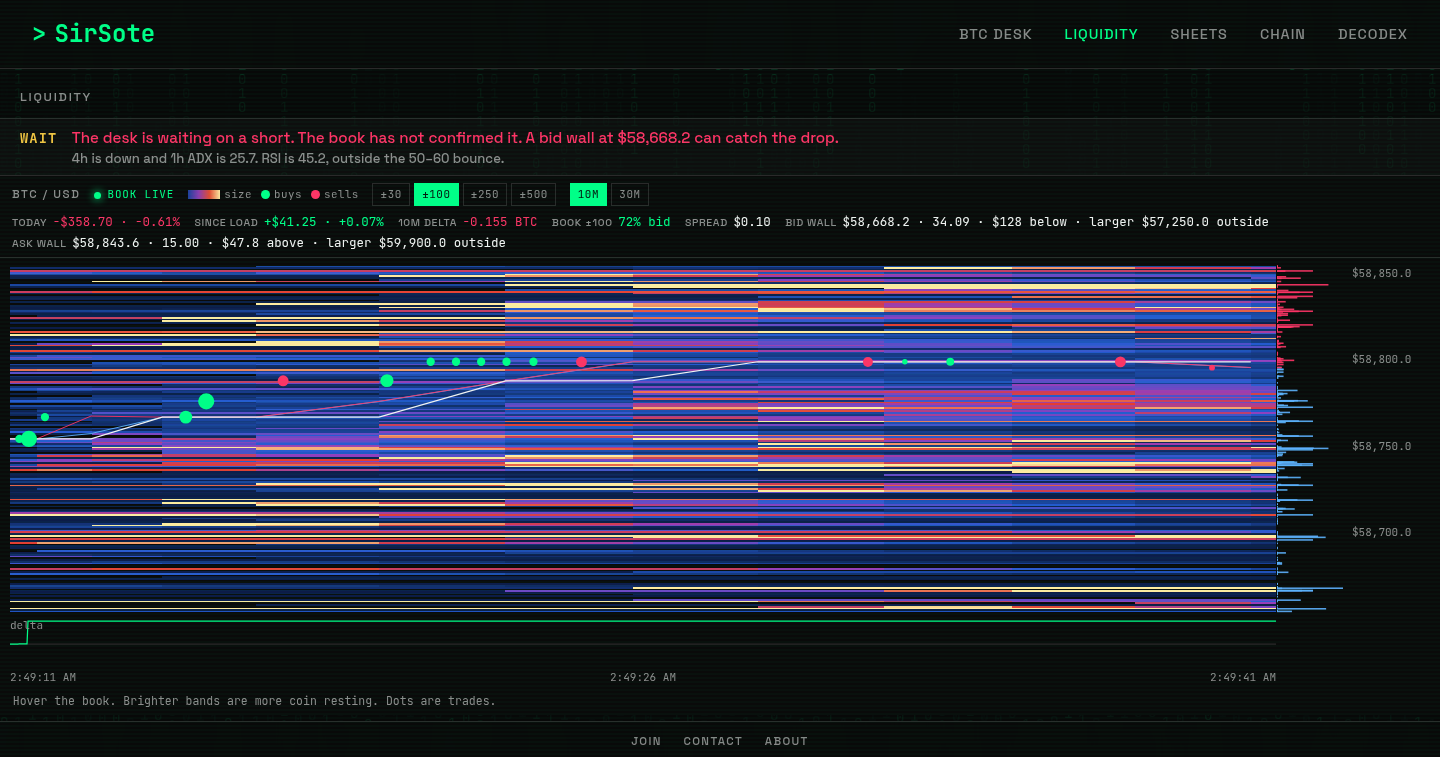 > SirSote
BTC DESK LIQUIDITY SHEETS CHAIN DECODEX
LIQUIDITY
WAIT The desk is waiting on a short. The book has not confirmed it. A bid wall at $58,668.2 can catch the drop.
4h is down and 1h ADX is 25.7. RSI is 45.2, outside the 50–60 bounce.
BTC / USD BOOK LIVE size buys sells ±30 ±100 ±250 ±500 10M 30M
TODAY -$358.70 · -0.61% SINCE LOAD +$41.25 · +0.07% 10M DELTA -0.155 BTC BOOK ±100 72% bid SPREAD $0.10 BID WALL $58,668.2 · 34.09 · $128 below · larger $57,250.0 outside
ASK WALL $58,843.6 · 15.00 · $47.8 above · larger $59,900.0 outside
$58,850.0
$58,800.0
$58,750.0
$58,700.0
delta
2:49:11 AM 2:49:26 AM 2:49:41 AM
Hover the book. Brighter bands are more coin resting. Dots are trades.
JOIN CONTACT ABOUT